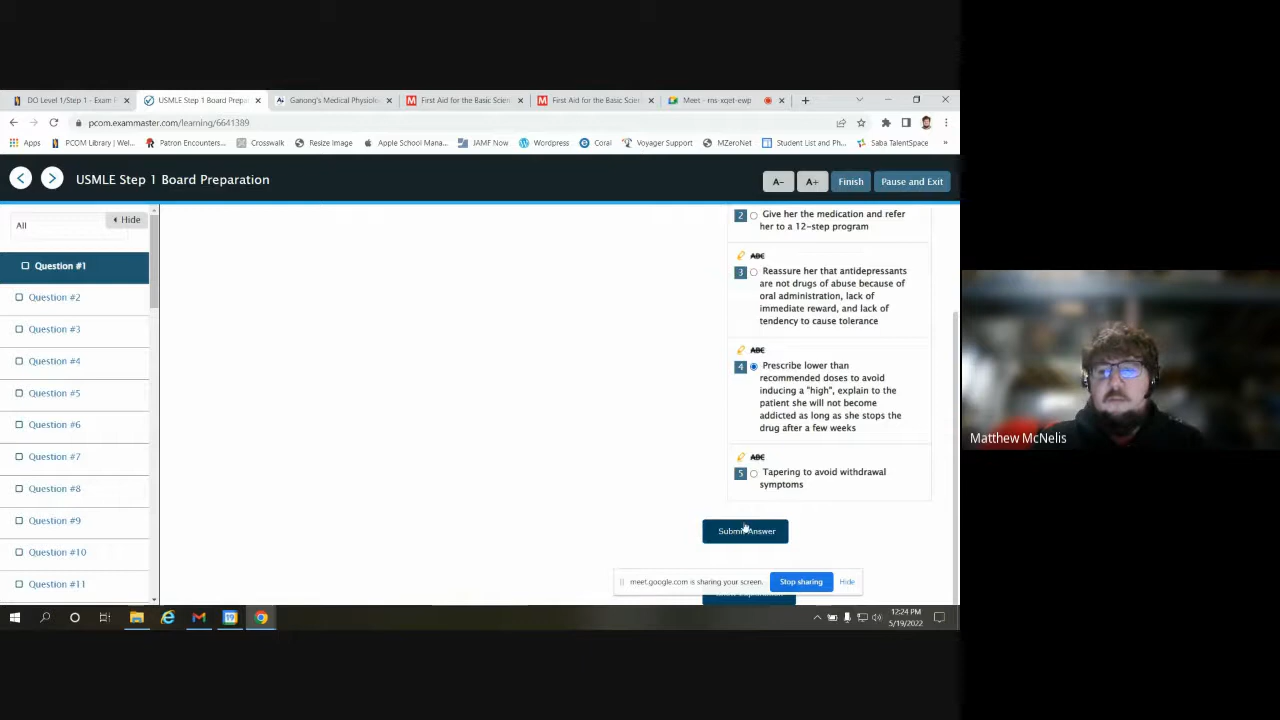 DO Level 1/Step 1 - Exam P
USMLE Step 1 Board Prepa
Ganong's Medical Physiolo
First Aid for the Basic Scien
First Aid for the Basic Scien
Meet - rns-xqet-ewp
pcom.exammaster.com/learning/6641389
Apps
PCOM Library | Wel...
Patron Encounters...
Crosswalk
Resize Image
Apple School Mana...
JAMF Now
Wordpress
Coral
Voyager Support
MZeroNet
Student List and Ph...
Saba TalentSpace
»
USMLE Step 1 Board Preparation
A-
A+
Finish
Pause and Exit
All
Hide
Question #1
Question #2
Question #3
Question #4
Question #5
Question #6
Question #7
Question #8
Question #9
Question #10
Question #11
2
Give her the medication and refer
her to a 12-step program
ABC
3
Reassure her that antidepressants
are not drugs of abuse because of
oral administration, lack of
immediate reward, and lack of
tendency to cause tolerance
ABC
4
Prescribe lower than
recommended doses to avoid
inducing a "high", explain to the
patient she will not become
addicted as long as she stops the
drug after a few weeks
ABC
5
Tapering to avoid withdrawal
symptoms
Submit Answer
meet.google.com is sharing your screen.
Stop sharing
Hide
12:24 PM
5/19/2022
Matthew McNelis